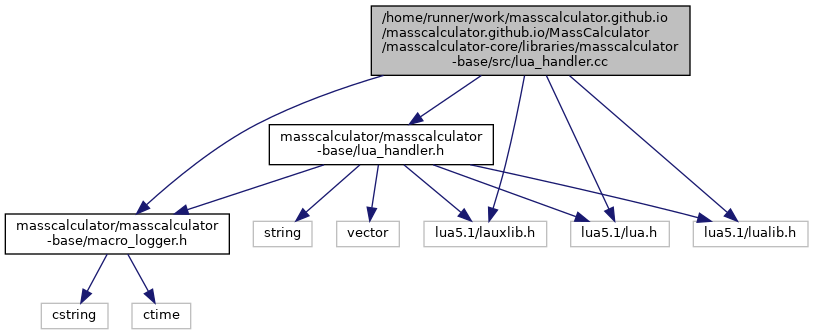 /home/runner/work/masscalculator.github.io
/masscalculator.github.io/MassCalculator
/masscalculator-core/libraries/masscalculator
-base/src/lua_handler.cc
masscalculator/masscalculator
-base/lua_handler.h
masscalculator/masscalculator
-base/macro_logger.h
string
vector
lua5.1/lauxlib.h
lua5.1/lua.h
lua5.1/lualib.h
cstring
ctime